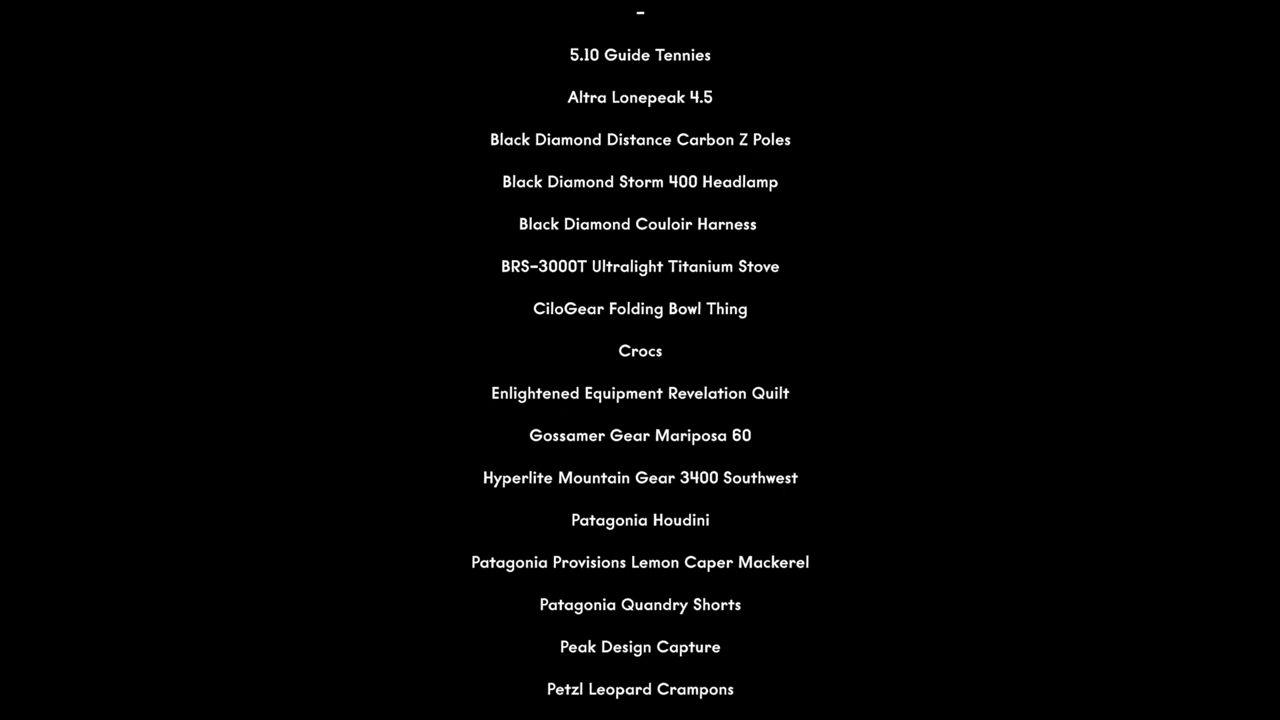 -
5.10 Guide Tennies
Altra Lonepeak 4.5
Black Diamond Distance Carbon Z Poles
Black Diamond Storm 400 Headlamp
Black Diamond Couloir Harness
BRS-3000T Ultralight Titanium Stove
CiloGear Folding Bowl Thing
Crocs
Enlightened Equipment Revelation Quilt
Gossamer Gear Mariposa 60
Hyperlite Mountain Gear 3400 Southwest
Patagonia Houdini
Patagonia Provisions Lemon Caper Mackerel
Patagonia Quandry Shorts
Peak Design Capture
Petzl Leopard Crampons